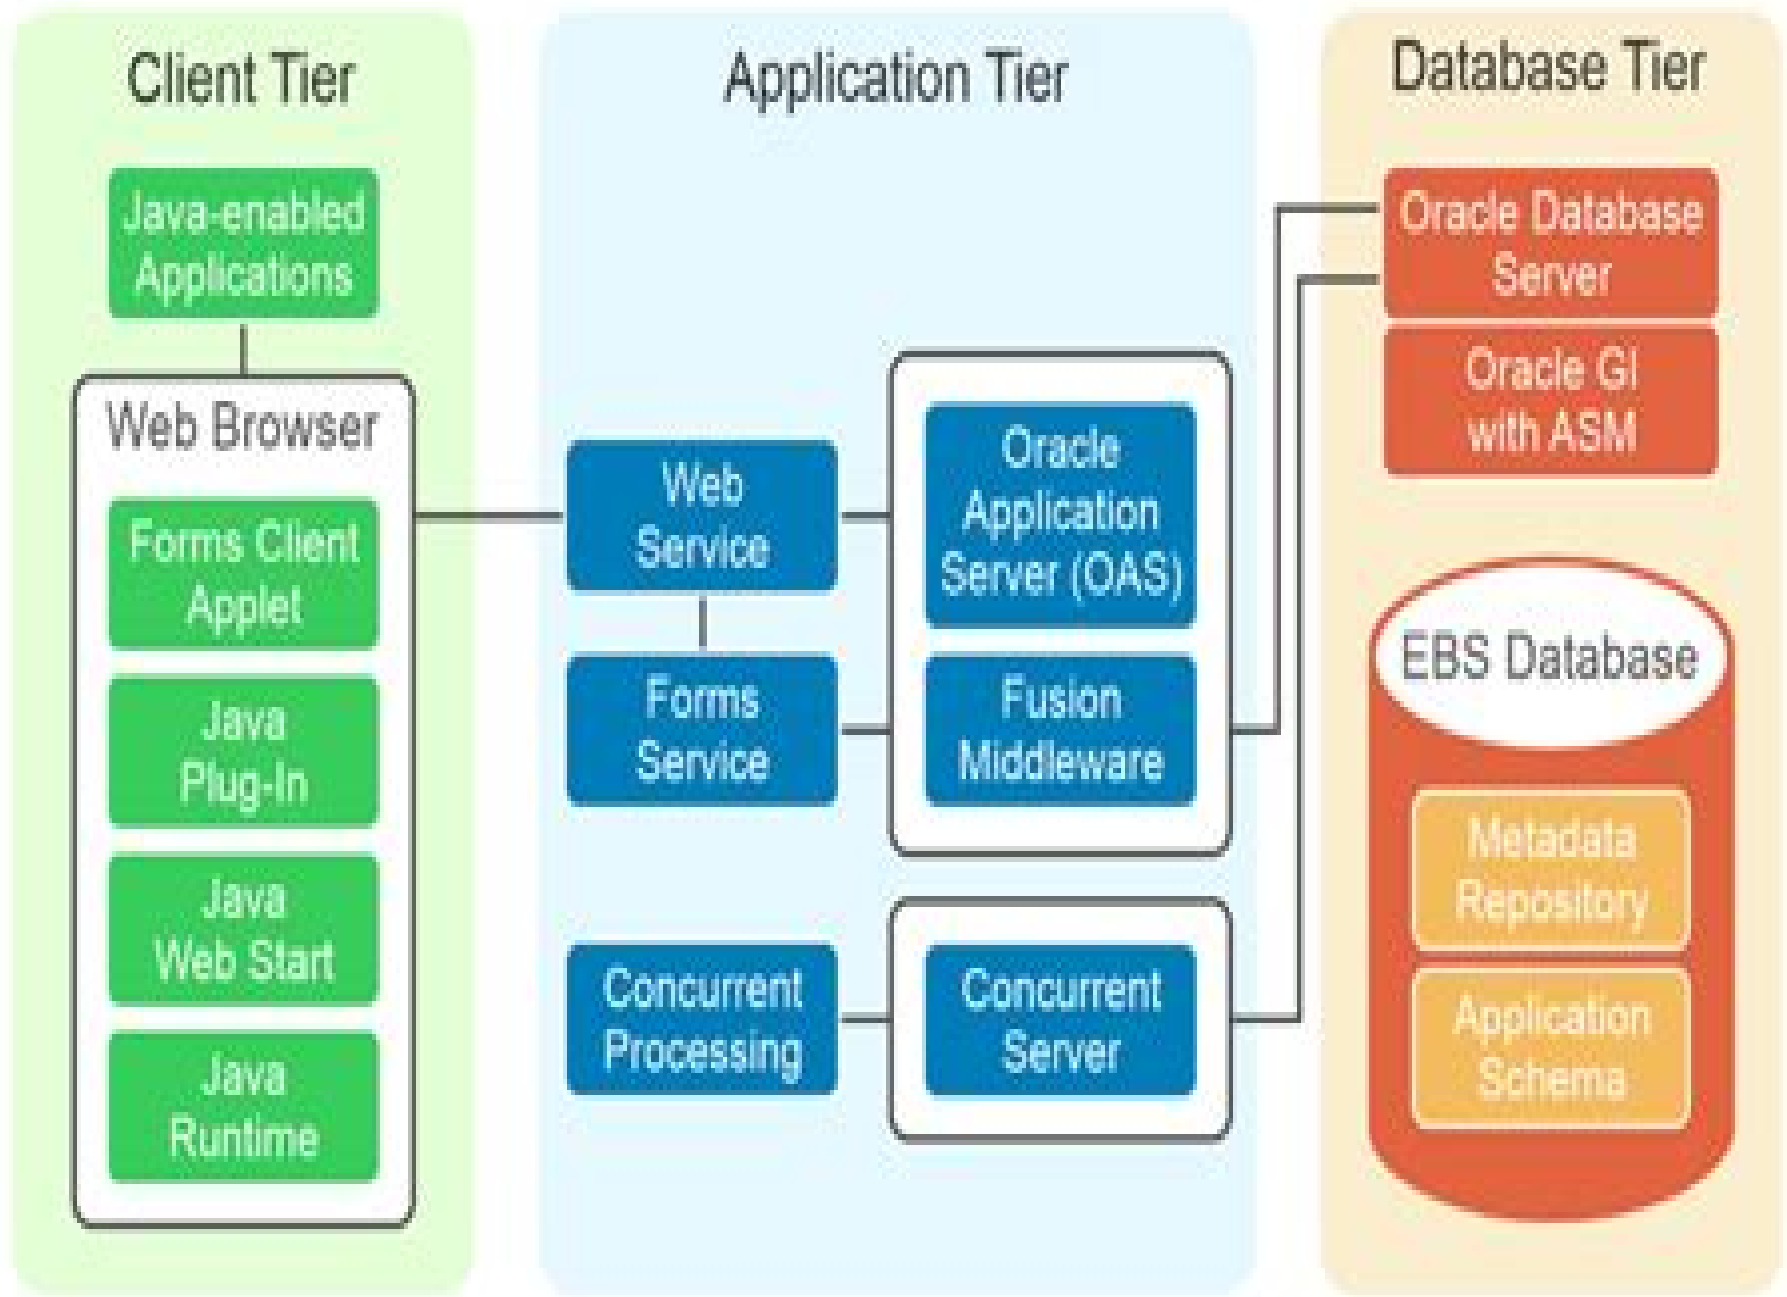 Client Tier
Java-enabled
Applications
Web Browser
Forms Client
Applet
Java
Plug-In
Java
Web Start
Java
Runtime
Application Tier
Web
Service
Forms
Service
Concurrent
Processing
Oracle
Application
Server (OAS)
Fusion
Middleware
Concurrent
Server
Database Tier
Oracle Database
Server
Oracle GI
with ASM
EBS Database
Metadata
Repository
Application
Schema